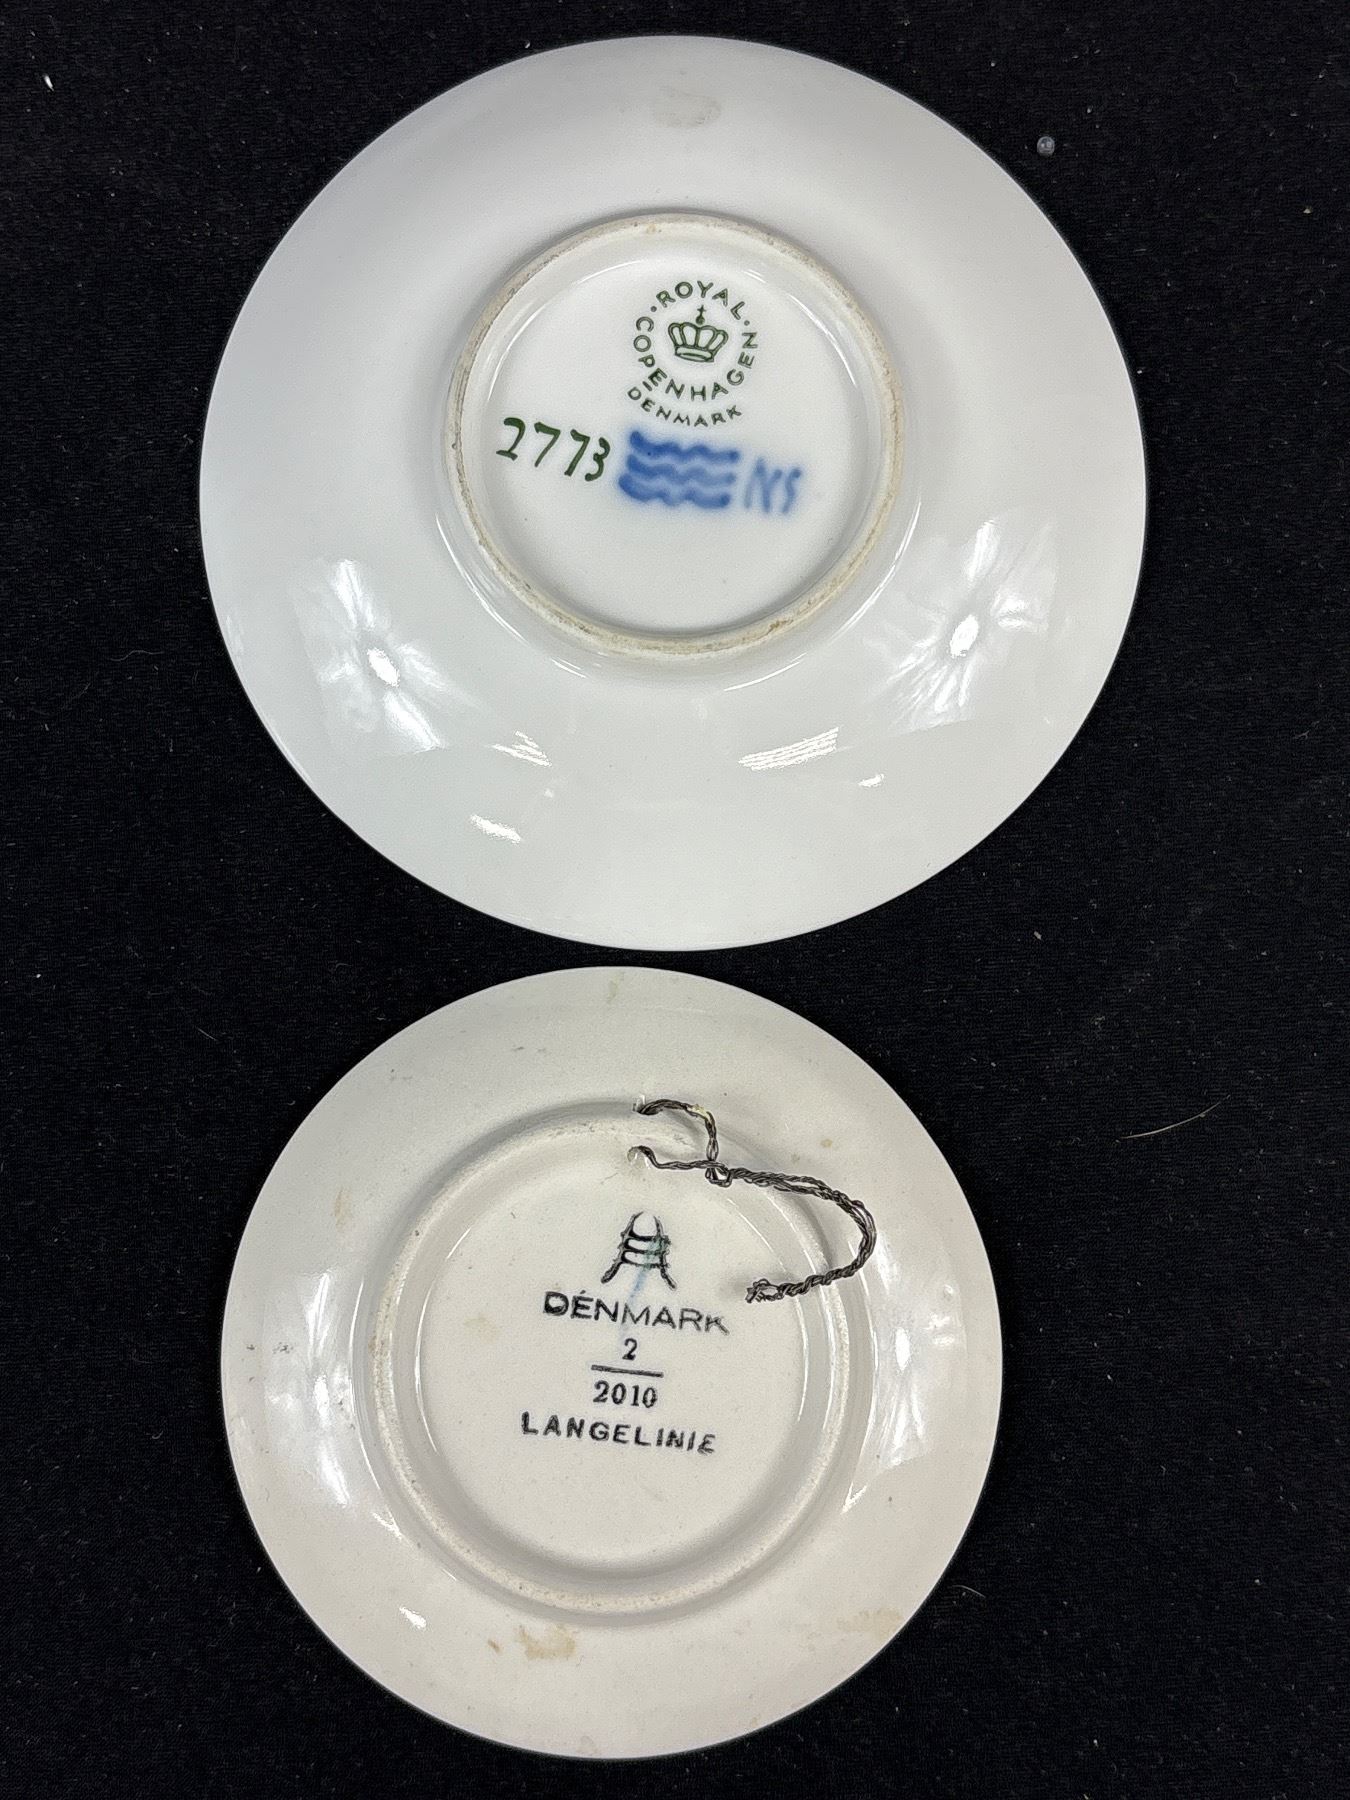 ROYAL
COPENHAGEN
DENMARK
2773 NS
DENMARK
2
2010
LANGELINIE